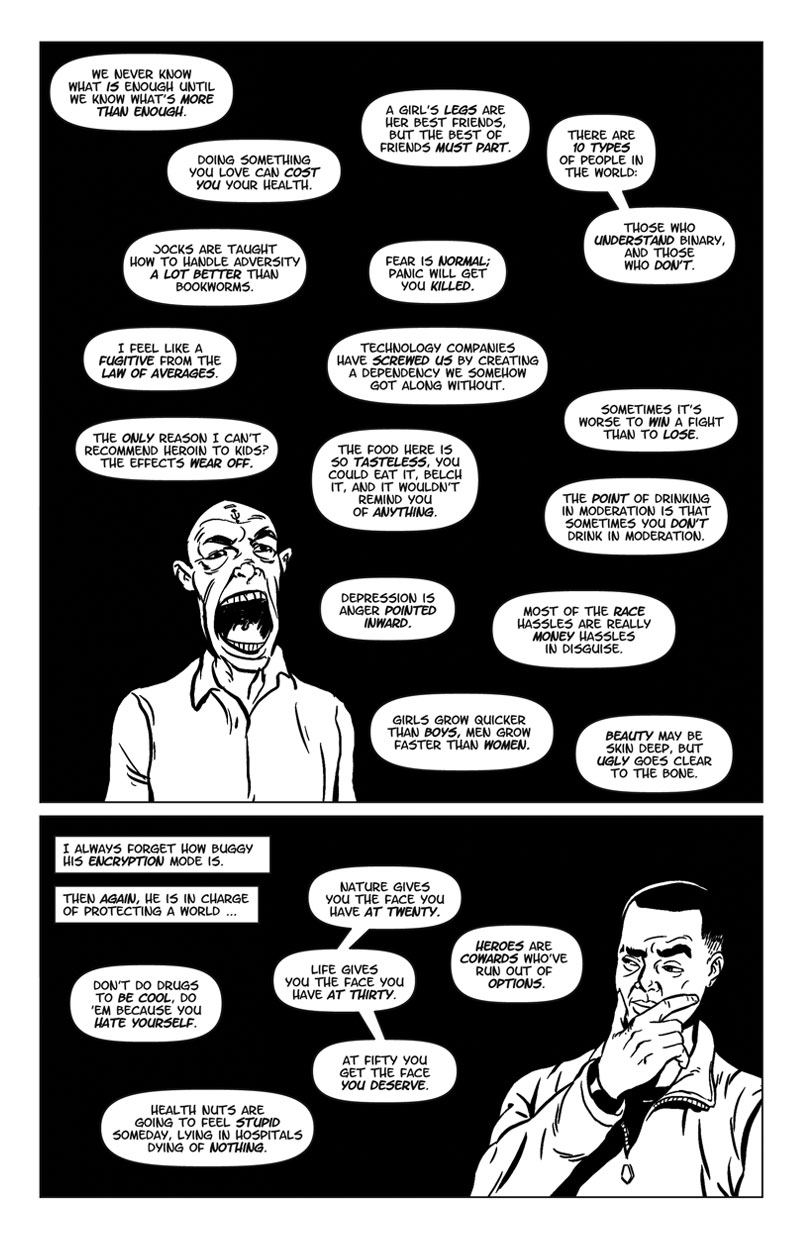 WE NEVER KNOW
WHAT IS ENOUGH UNTIL
WE KNOW WHAT'S MORE
THAN ENOUGH.
A GIRL'S LEGS ARE
HER BEST FRIENDS,
BUT THE BEST OF
FRIENDS MUST PART.
THERE ARE
10 TYPES
OF PEOPLE IN
THE WORLD:
DOING SOMETHING
YOU LOVE CAN COST
YOU YOUR HEALTH.
THOSE WHO
UNDERSTAND BINARY,
AND THOSE
WHO DON'T.
JOCKS ARE TAUGHT
HOW TO HANDLE ADVERSITY
A LOT BETTER THAN
BOOKWORMS.
FEAR IS NORMAL;
PANIC WILL GET
YOU KILLED.
I FEEL LIKE A
FUGITIVE FROM THE
LAW OF AVERAGES.
TECHNOLOGY COMPANIES
HAVE SCREWED US BY CREATING
A DEPENDENCY WE SOMEHOW
GOT ALONG WITHOUT.
SOMETIMES IT'S
WORSE TO WIN A FIGHT
THAN TO LOSE.
THE ONLY REASON I CAN'T
RECOMMEND HEROIN TO KIDS?
THE EFFECTS WEAR OFF.
THE FOOD HERE IS
SO TASTELESS, YOU
COULD EAT IT, BELCH
IT, AND IT WOULDN'T
REMIND YOU
OF ANYTHING.
THE POINT OF DRINKING
IN MODERATION IS THAT
SOMETIMES YOU DON'T
DRINK IN MODERATION.
DEPRESSION IS
ANGER POINTED
INWARD.
MOST OF THE RACE
HASSLES ARE REALLY
MONEY HASSLES
IN DISGUISE.
GIRLS GROW QUICKER
THAN BOYS, MEN GROW
FASTER THAN WOMEN.
BEAUTY MAY BE
SKIN DEEP, BUT
UGLY GOES CLEAR
TO THE BONE.
I ALWAYS FORGET HOW BUGGY
HIS ENCRYPTION MODE IS.
THEN AGAIN, HE IS IN CHARGE
OF PROTECTING A WORLD ...
NATURE GIVES
YOU THE FACE YOU
HAVE AT TWENTY.
HEROES ARE
COWARDS WHO'VE
RUN OUT OF
OPTIONS.
LIFE GIVES
YOU THE FACE YOU
HAVE AT THIRTY.
DON'T DO DRUGS
TO BE COOL, DO
'EM BECAUSE YOU
HATE YOURSELF.
AT FIFTY YOU
GET THE FACE
YOU DESERVE.
HEALTH NUTS ARE
GOING TO FEEL STUPID
SOMEDAY, LYING IN HOSPITALS
DYING OF NOTHING.